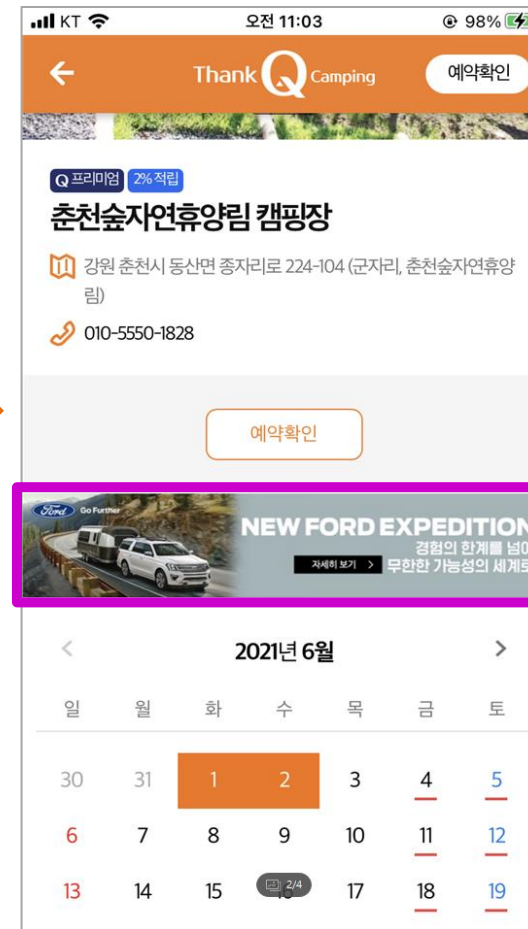 KT 오전 11:03 98%
Thank Q Camping 예약확인
Q 프리미엄 2% 적립
춘천숲자연휴양림 캠핑장
강원 춘천시 동산면 종자리로 224-104 (군자리, 춘천숲자연휴양
림)
010-5550-1828
예약확인
Ford Go Further
NEW FORD EXPEDITION
경험의 한계를 넘어
자세히 보기 > 무한한 가능성의 세계로
< 2021년 6월 >
일 월 화 수 목 금 토
30 31 1 2 3 4 5
6 7 8 9 10 11 12
13 14 15 17 18 19
2/4